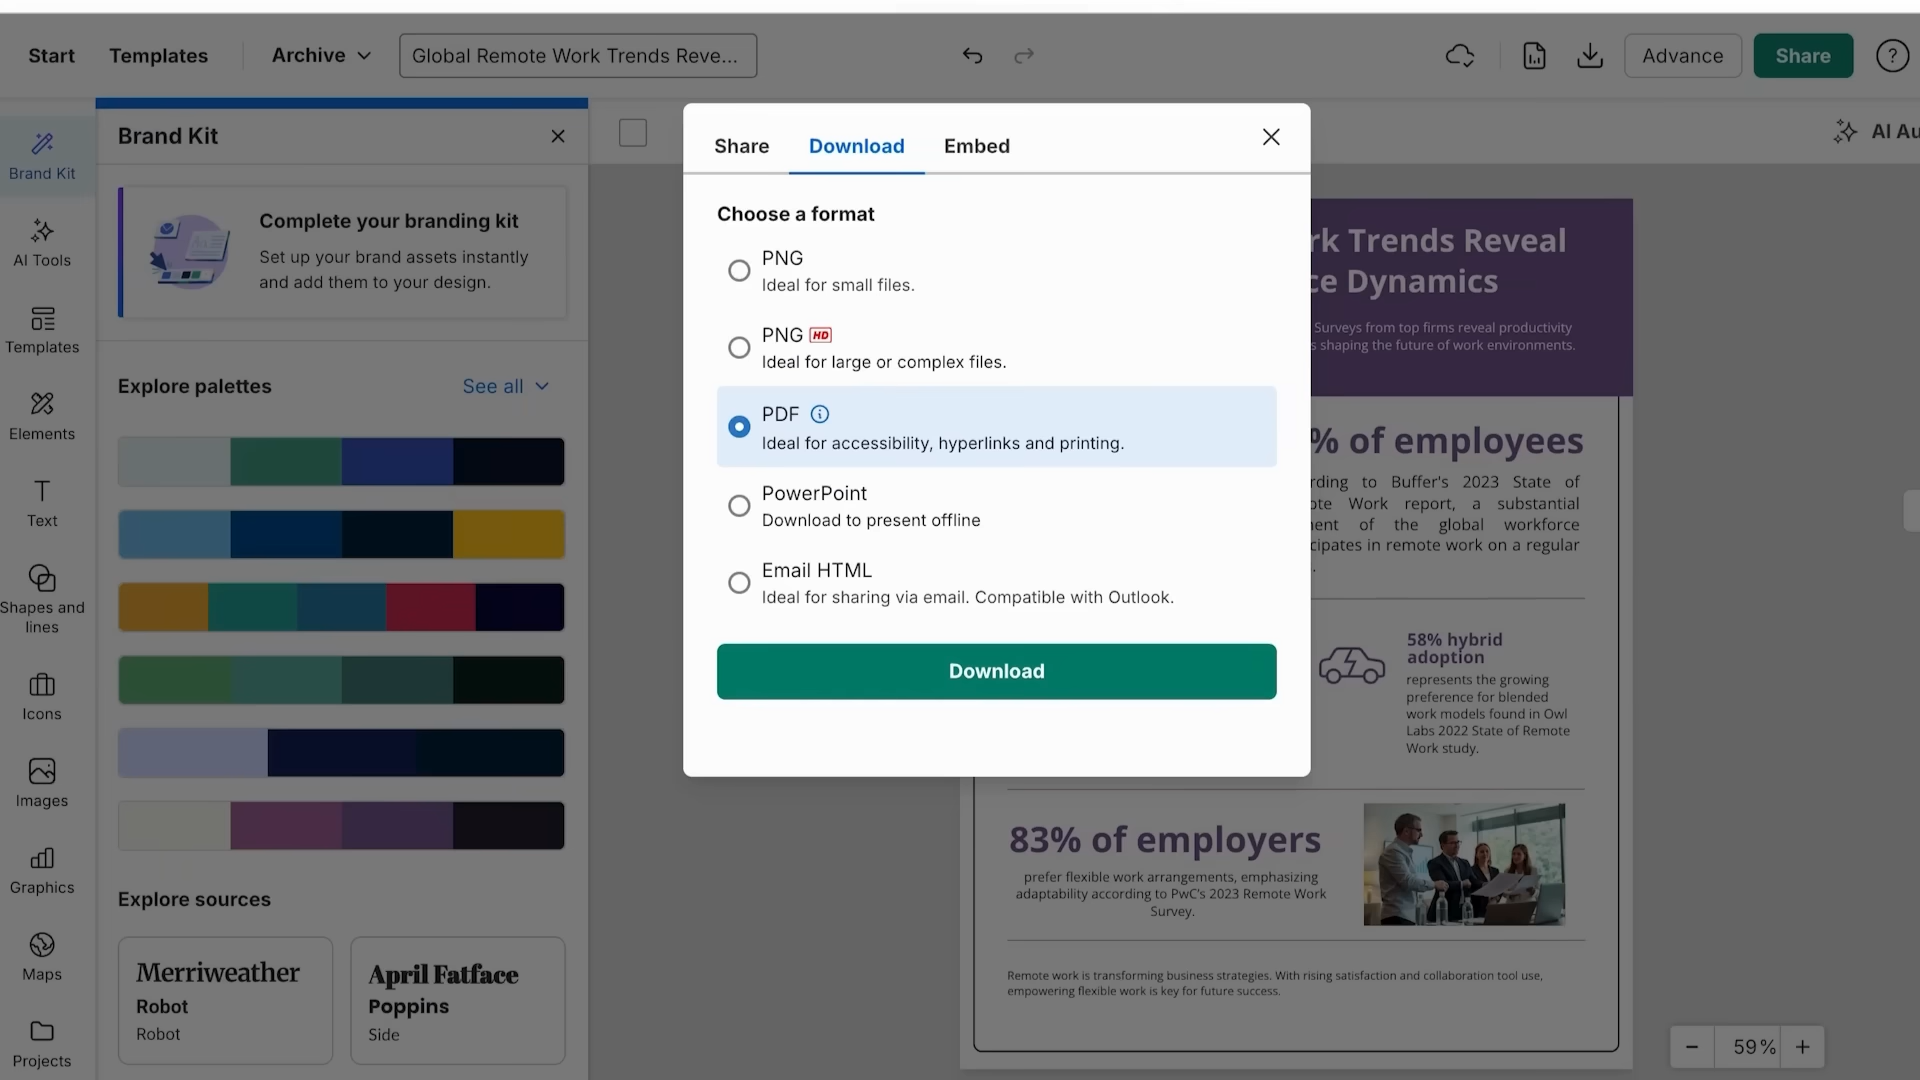 Start
Templates
Archive
Global Remote Work Trends Reve...
Advance
Share
?
Brand Kit
AI Tools
Templates
Elements
Text
Shapes and
lines
Icons
Images
Graphics
Maps
Projects
Brand Kit
Complete your branding kit
Set up your brand assets instantly
and add them to your design.
Explore palettes
See all
Explore sources
Merriweather
Robot
Robot
April Fatface
Poppins
Side
Share
Download
Embed
Choose a format
PNG
Ideal for small files.
PNG HD
Ideal for large or complex files.
PDF
Ideal for accessibility, hyperlinks and printing.
PowerPoint
Download to present offline
Email HTML
Ideal for sharing via email. Compatible with Outlook.
Download
AI Au
rk Trends Reveal
ce Dynamics
Surveys from top firms reveal productivity
s shaping the future of work environments.
% of employees
rding to Buffer's 2023 State of
ote Work report, a substantial
ent of the global workforce
cipates in remote work on a regular
.
58% hybrid
adoption
represents the growing
preference for blended
work models found in Owl
Labs 2022 State of Remote
Work study.
83% of employers
prefer flexible work arrangements, emphasizing
adaptability according to PwC's 2023 Remote Work
Survey.
Remote work is transforming business strategies. With rising satisfaction and collaboration tool use,
empowering flexible work is key for future success.
59%